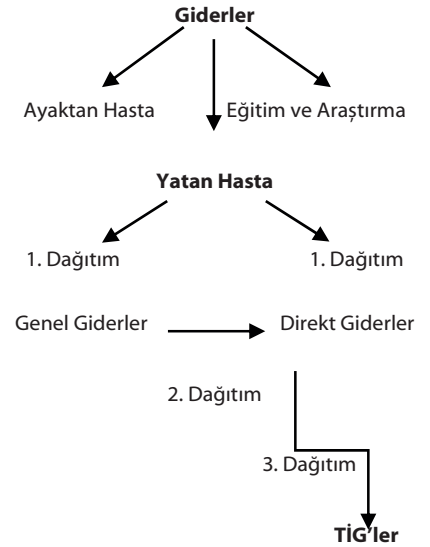 Giderler
Ayaktan Hasta
Eğitim ve Araştırma
Yatan Hasta
1. Dağıtım
1. Dağıtım
Genel Giderler
Direkt Giderler
2. Dağıtım
3. Dağıtım
TİG'ler